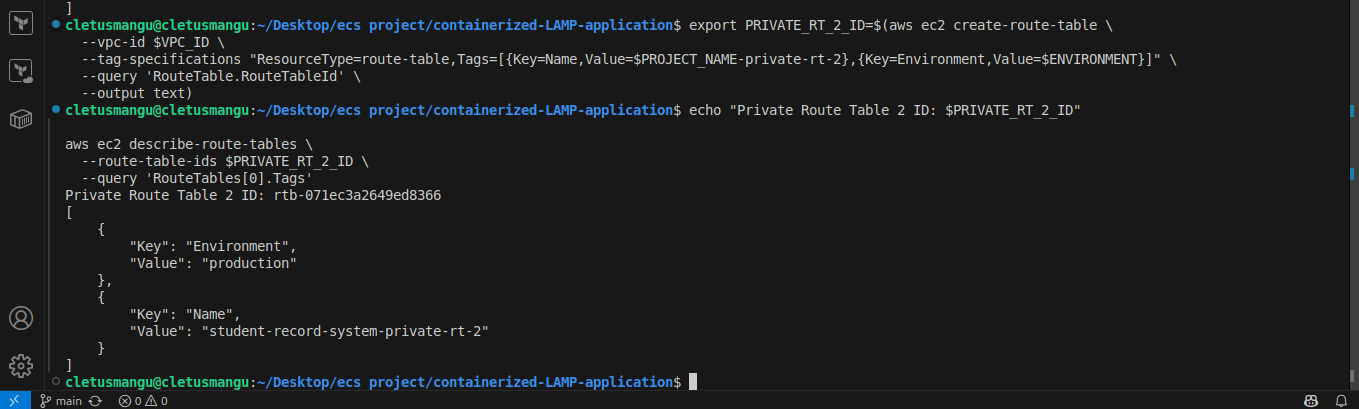 ]
cletusmangu@cletusmangu:~/Desktop/ecs project/containerized-LAMP-application$ export PRIVATE_RT_2_ID=$(aws ec2 create-route-table \
  --vpc-id $VPC_ID \
  --tag-specifications "ResourceType=route-table,Tags=[{Key=Name,Value=$PROJECT_NAME-private-rt-2},{Key=Environment,Value=$ENVIRONMENT}]" \
  --query 'RouteTable.RouteTableId' \
  --output text)
cletusmangu@cletusmangu:~/Desktop/ecs project/containerized-LAMP-application$ echo "Private Route Table 2 ID: $PRIVATE_RT_2_ID"
aws ec2 describe-route-tables \
  --route-table-ids $PRIVATE_RT_2_ID \
  --query 'RouteTables[0].Tags'
Private Route Table 2 ID: rtb-071ec3a2649ed8366
[
    {
        "Key": "Environment",
        "Value": "production"
    },
    {
        "Key": "Name",
        "Value": "student-record-system-private-rt-2"
    }
]
cletusmangu@cletusmangu:~/Desktop/ecs project/containerized-LAMP-application$
main 0 0